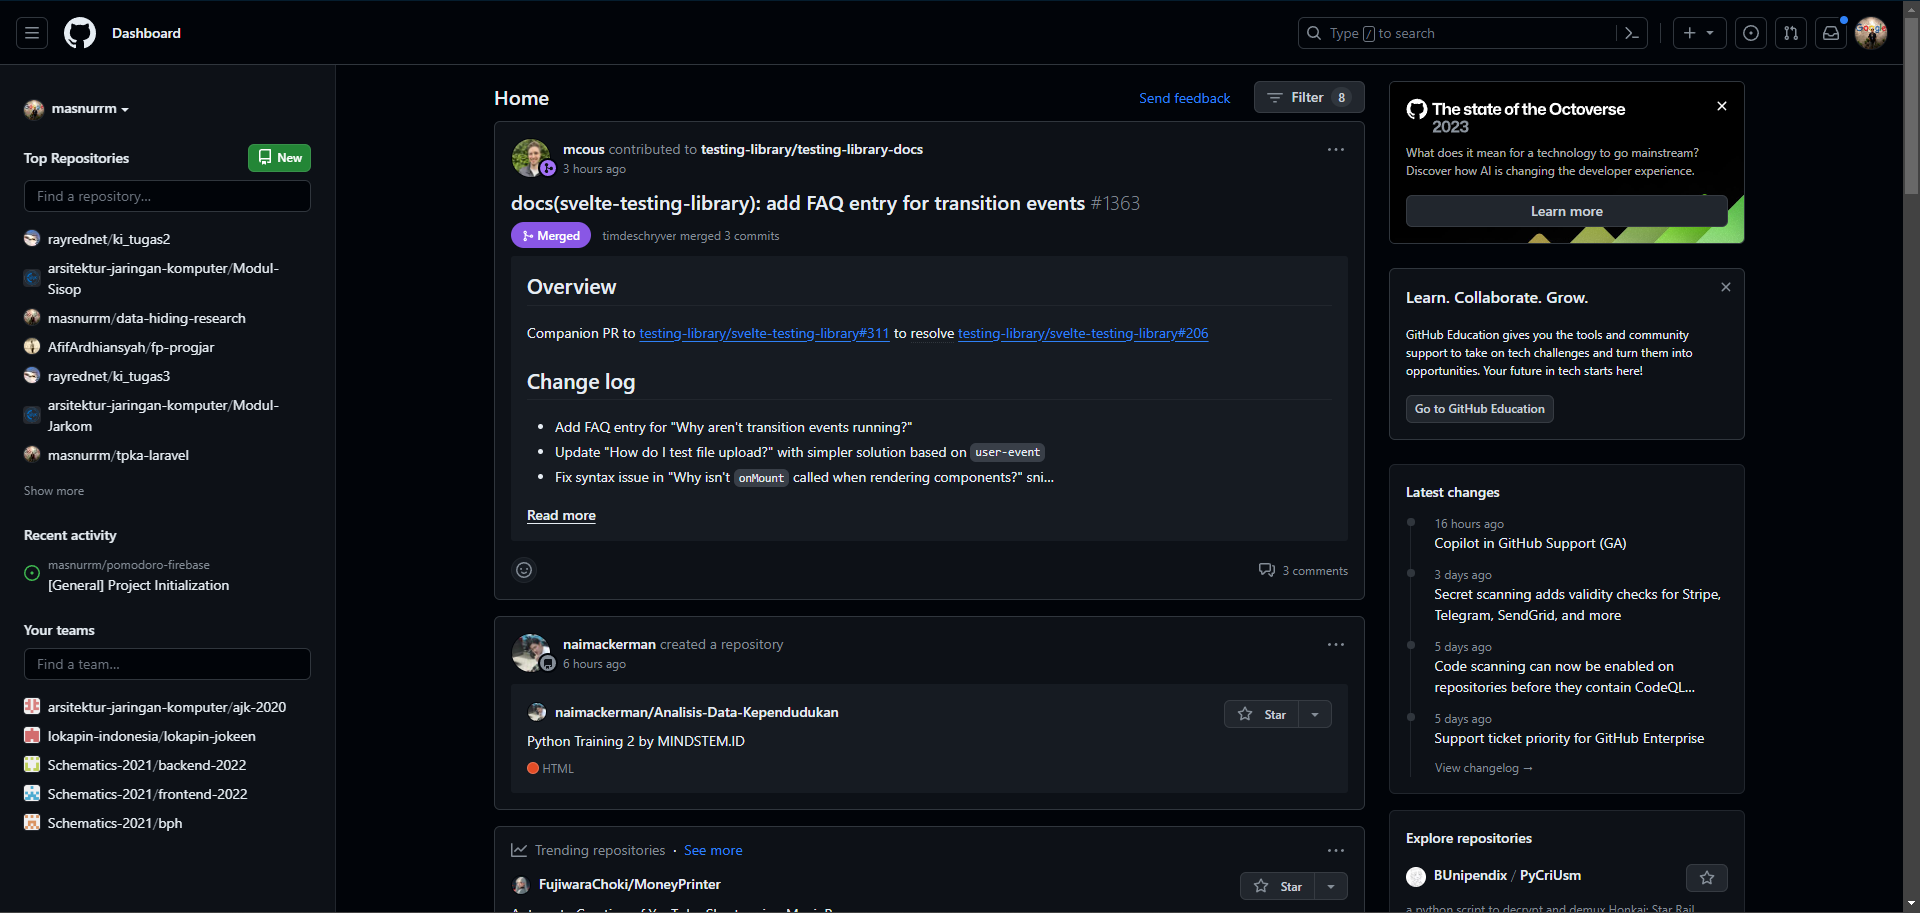 Dashboard
Type / to search
masnurrm
Top Repositories
New
Find a repository...
rayrednet/ki_tugas2
arsitektur-jaringan-komputer/Modul-
Sisop
masnurrm/data-hiding-research
AfifArdhiansyah/fp-progjar
rayrednet/ki_tugas3
arsitektur-jaringan-komputer/Modul-
Jarkom
masnurrm/tpka-laravel
Show more
Recent activity
masnurrm/pomodoro-firebase
[General] Project Initialization
Your teams
Find a team...
arsitektur-jaringan-komputer/ajk-2020
lokapin-indonesia/lokapin-jokeen
Schematics-2021/backend-2022
Schematics-2021/frontend-2022
Schematics-2021/bph
Home
Send feedback
Filter 8
mcous contributed to testing-library/testing-library-docs
3 hours ago
docs(svelte-testing-library): add FAQ entry for transition events #1363
Merged timdeschryver merged 3 commits
Overview
Companion PR to testing-library/svelte-testing-library#311 to resolve testing-library/svelte-testing-library#206
Change log
• Add FAQ entry for "Why aren't transition events running?"
• Update "How do I test file upload?" with simpler solution based on user-event
• Fix syntax issue in "Why isn't onMount called when rendering components?" sni...
Read more
3 comments
naimackerman created a repository
6 hours ago
naimackerman/Analisis-Data-Kependudukan
Star
Python Training 2 by MINDSTEM.ID
HTML
Trending repositories · See more
FujiwaraChoki/MoneyPrinter
Star
The state of the Octoverse
2023
What does it mean for a technology to go mainstream?
Discover how AI is changing the developer experience.
Learn more
Learn. Collaborate. Grow.
GitHub Education gives you the tools and community
support to take on tech challenges and turn them into
opportunities. Your future in tech starts here!
Go to GitHub Education
Latest changes
16 hours ago
Copilot in GitHub Support (GA)
3 days ago
Secret scanning adds validity checks for Stripe,
Telegram, SendGrid, and more
5 days ago
Code scanning can now be enabled on
repositories before they contain CodeQL...
5 days ago
Support ticket priority for GitHub Enterprise
View changelog →
Explore repositories
BUnipendix / PyCriUsm
a python script to decrypt and demux Honkai: Star Rail